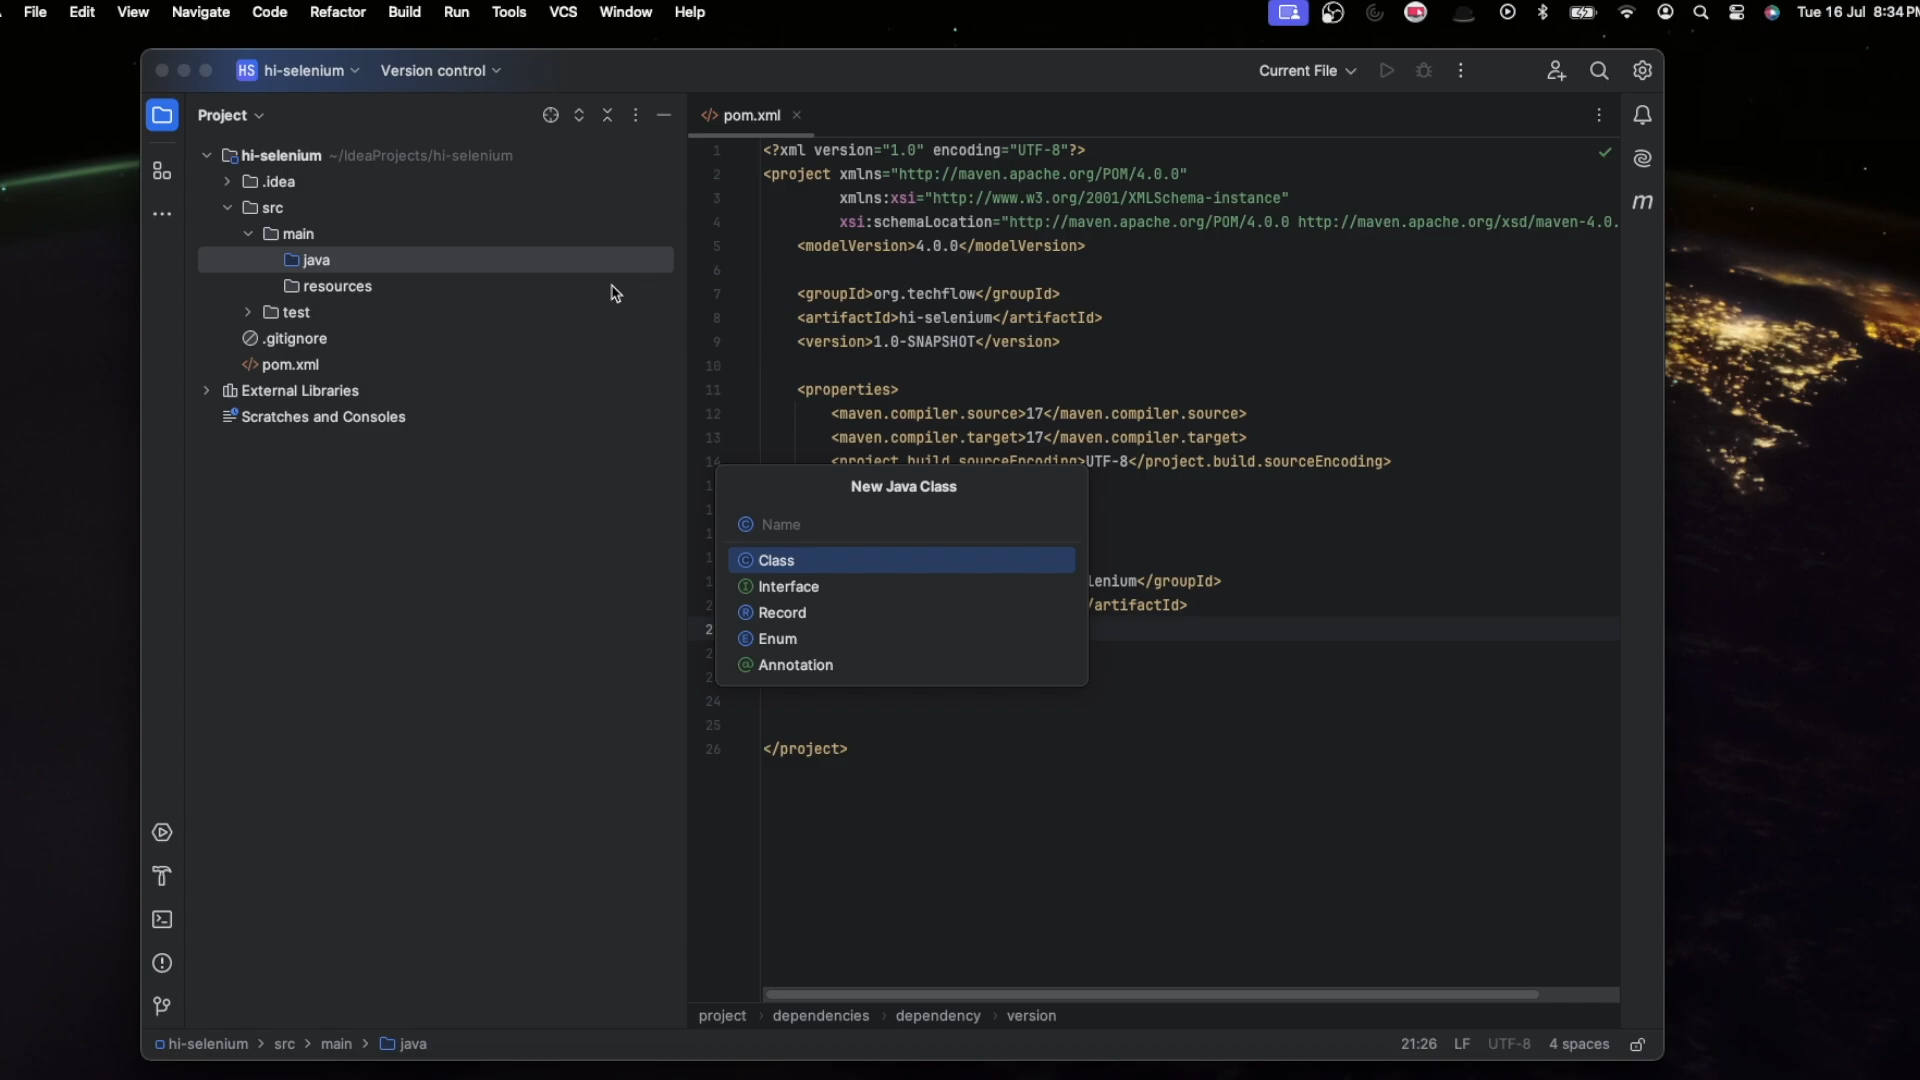 File Edit View Navigate Code Refactor Build Run Tools VCS Window Help
Tue 16 Jul 8:34
HS hi-selenium Version control
Current File
Project
pom.xml
hi-selenium ~/IdeaProjects/hi-selenium
.idea
src
main
java
resources
test
.gitignore
pom.xml
External Libraries
Scratches and Consoles
m
1 <?xml version="1.0" encoding="UTF-8"?>
2 <project xmlns="http://maven.apache.org/POM/4.0.0"
3 xmlns:xsi="http://www.w3.org/2001/XMLSchema-instance"
4 xsi:schemaLocation="http://maven.apache.org/POM/4.0.0 http://maven.apache.org/xsd/maven-4.0.
5 <modelVersion>4.0.0</modelVersion>
6
7 <groupId>org.techflow</groupId>
8 <artifactId>hi-selenium</artifactId>
9 <version>1.0-SNAPSHOT</version>
10
11 <properties>
12 <maven.compiler.source>17</maven.compiler.source>
13 <maven.compiler.target>17</maven.compiler.target>
14 <project.build.sourceEncoding>UTF-8</project.build.sourceEncoding>
New Java Class
C Name
C Class
I Interface
R Record
E Enum
@ Annotation
lenium</groupId>
/artifactId>
24
25
26 </project>
project dependencies dependency version
hi-selenium src main java
21:26 LF UTF-8 4 spaces